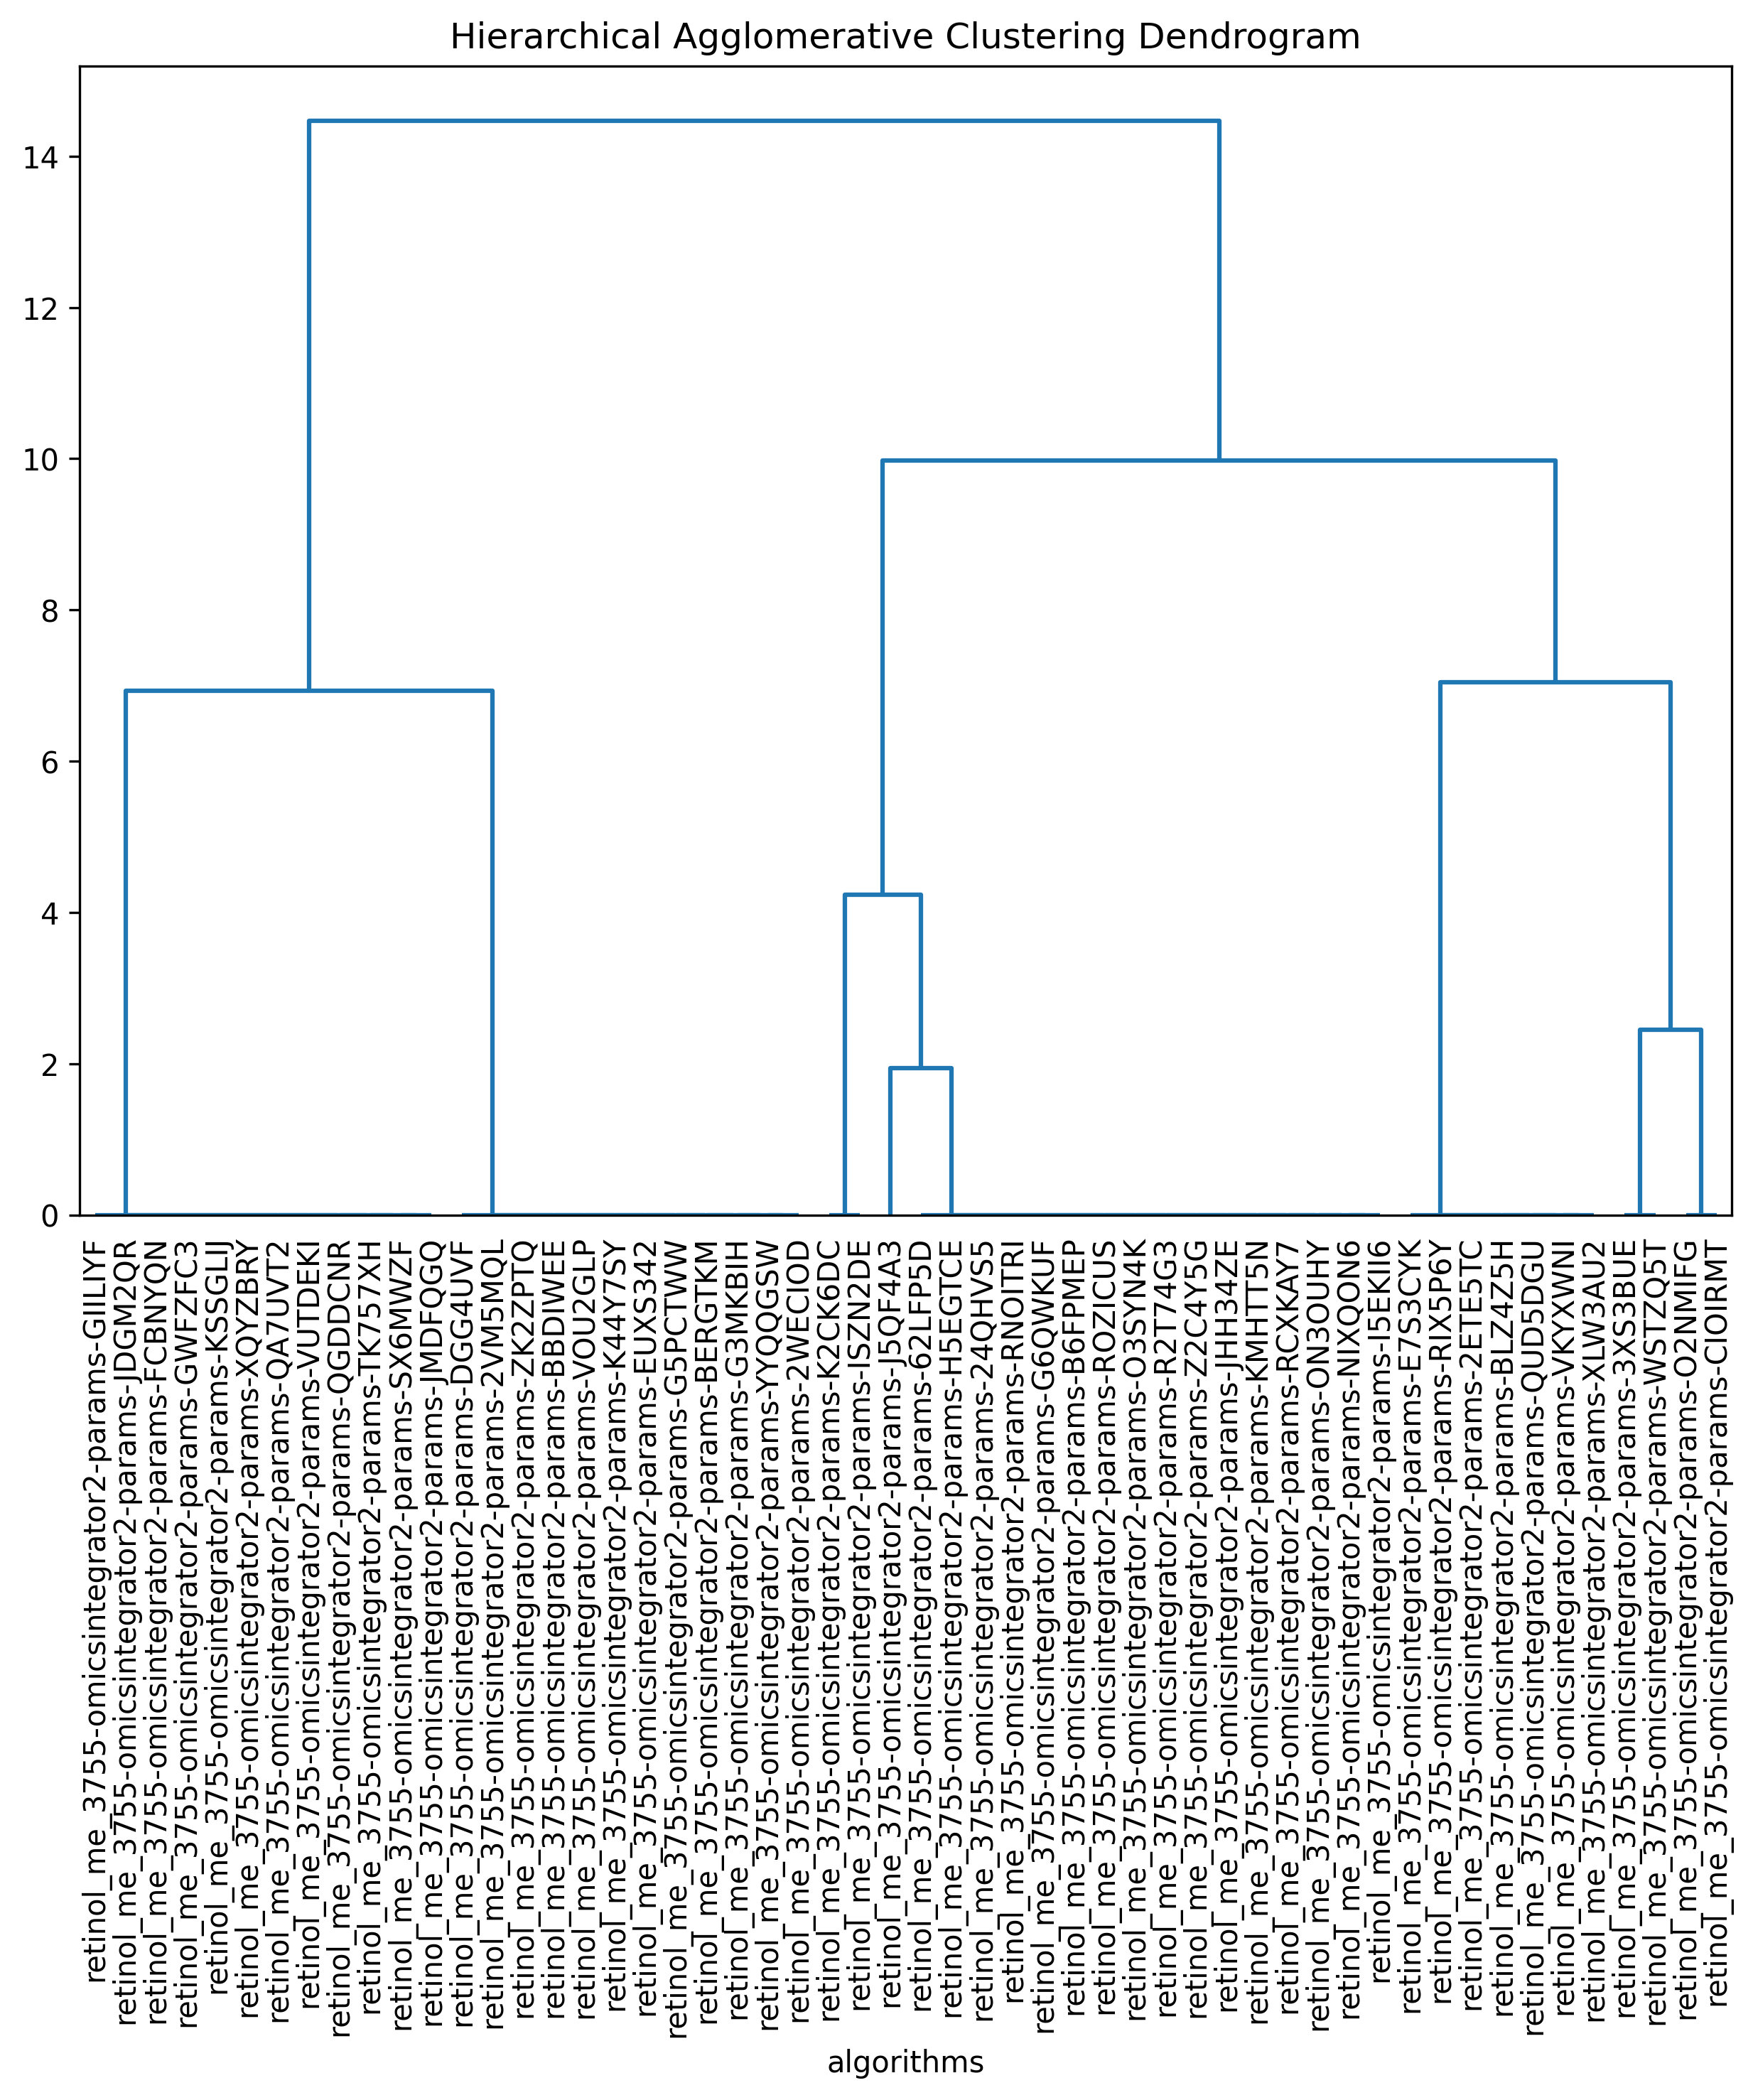 Hierarchical Agglomerative Clustering Dendrogram
14
12
10
8
6
4
2
0
retinol_me_3755-omicsintegrator2-params-GIILIYF
retinol_me_3755-omicsintegrator2-params-JDGM2QR
retinol_me_3755-omicsintegrator2-params-FCBNYQN
retinol_me_3755-omicsintegrator2-params-GWFZFC3
retinol_me_3755-omicsintegrator2-params-KSSGLIJ
retinol_me_3755-omicsintegrator2-params-XQYZBRY
retinol_me_3755-omicsintegrator2-params-QA7UVT2
retinol_me_3755-omicsintegrator2-params-VUTDEKI
retinol_me_3755-omicsintegrator2-params-QGDDCNR
retinol_me_3755-omicsintegrator2-params-TK757XH
retinol_me_3755-omicsintegrator2-params-SX6MWZF
retinol_me_3755-omicsintegrator2-params-JMDFQGQ
retinol_me_3755-omicsintegrator2-params-DGG4UVF
retinol_me_3755-omicsintegrator2-params-2VM5MQL
retinol_me_3755-omicsintegrator2-params-ZK2ZPTQ
retinol_me_3755-omicsintegrator2-params-BBDIWEE
retinol_me_3755-omicsintegrator2-params-VOU2GLP
retinol_me_3755-omicsintegrator2-params-K44Y7SY
retinol_me_3755-omicsintegrator2-params-EUXS342
retinol_me_3755-omicsintegrator2-params-G5PCTWW
retinol_me_3755-omicsintegrator2-params-BERGTKM
retinol_me_3755-omicsintegrator2-params-G3MKBIH
retinol_me_3755-omicsintegrator2-params-YYQQGSW
retinol_me_3755-omicsintegrator2-params-2WECIOD
retinol_me_3755-omicsintegrator2-params-K2CK6DC
retinol_me_3755-omicsintegrator2-params-ISZN2DE
retinol_me_3755-omicsintegrator2-params-J5QF4A3
retinol_me_3755-omicsintegrator2-params-62LFP5D
retinol_me_3755-omicsintegrator2-params-H5EGTCE
retinol_me_3755-omicsintegrator2-params-24QHVS5
retinol_me_3755-omicsintegrator2-params-RNOITRI
retinol_me_3755-omicsintegrator2-params-G6QWKUF
retinol_me_3755-omicsintegrator2-params-B6FPMEP
retinol_me_3755-omicsintegrator2-params-ROZICUS
retinol_me_3755-omicsintegrator2-params-O3SYN4K
retinol_me_3755-omicsintegrator2-params-R2T74G3
retinol_me_3755-omicsintegrator2-params-Z2C4Y5G
retinol_me_3755-omicsintegrator2-params-JHH34ZE
retinol_me_3755-omicsintegrator2-params-KMHTT5N
retinol_me_3755-omicsintegrator2-params-RCXKAY7
retinol_me_3755-omicsintegrator2-params-ON3OUHY
retinol_me_3755-omicsintegrator2-params-NIXQON6
retinol_me_3755-omicsintegrator2-params-I5EKII6
retinol_me_3755-omicsintegrator2-params-E7S3CYK
retinol_me_3755-omicsintegrator2-params-RIX5P6Y
retinol_me_3755-omicsintegrator2-params-2ETE5TC
retinol_me_3755-omicsintegrator2-params-BLZ4Z5H
retinol_me_3755-omicsintegrator2-params-QUD5DGU
retinol_me_3755-omicsintegrator2-params-VKYXWNI
retinol_me_3755-omicsintegrator2-params-XLW3AU2
retinol_me_3755-omicsintegrator2-params-3XS3BUE
retinol_me_3755-omicsintegrator2-params-WSTZQ5T
retinol_me_3755-omicsintegrator2-params-O2NMIFG
retinol_me_3755-omicsintegrator2-params-CIOIRMT
algorithms